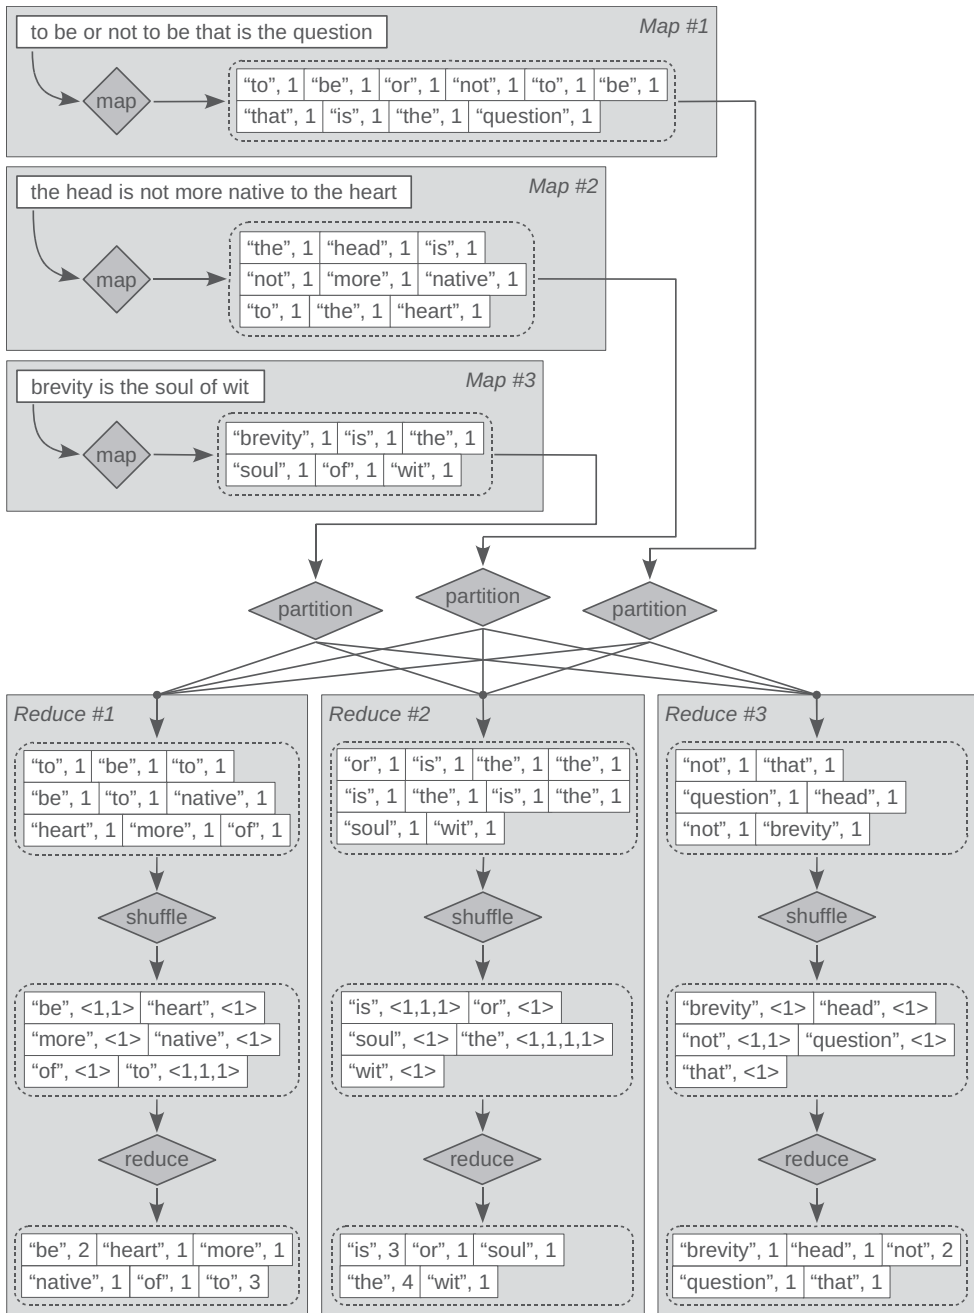 to be or not to be that is the question
Map #1
map
“to”, 1 “be”, 1 “or”, 1 “not”, 1 “to”, 1 “be”, 1
“that”, 1 “is”, 1 “the”, 1 “question”, 1
the head is not more native to the heart
Map #2
map
“the”, 1 “head”, 1 “is”, 1
“not”, 1 “more”, 1 “native”, 1
“to”, 1 “the”, 1 “heart”, 1
brevity is the soul of wit
Map #3
map
“brevity”, 1 “is”, 1 “the”, 1
“soul”, 1 “of”, 1 “wit”, 1
partition
partition
partition
Reduce #1
“to”, 1 “be”, 1 “to”, 1
“be”, 1 “to”, 1 “native”, 1
“heart”, 1 “more”, 1 “of”, 1
shuffle
“be”, <1,1> “heart”, <1>
“more”, <1> “native”, <1>
“of”, <1> “to”, <1,1,1>
reduce
“be”, 2 “heart”, 1 “more”, 1
“native”, 1 “of”, 1 “to”, 3
Reduce #2
“or”, 1 “is”, 1 “the”, 1 “the”, 1
“is”, 1 “the”, 1 “is”, 1 “the”, 1
“soul”, 1 “wit”, 1
shuffle
“is”, <1,1,1> “or”, <1>
“soul”, <1> “the”, <1,1,1,1>
“wit”, <1>
reduce
“is”, 3 “or”, 1 “soul”, 1
“the”, 4 “wit”, 1
Reduce #3
“not”, 1 “that”, 1
“question”, 1 “head”, 1
“not”, 1 “brevity”, 1
shuffle
“brevity”, <1> “head”, <1>
“not”, <1,1> “question”, <1>
“that”, <1>
reduce
“brevity”, 1 “head”, 1 “not”, 2
“question”, 1 “that”, 1